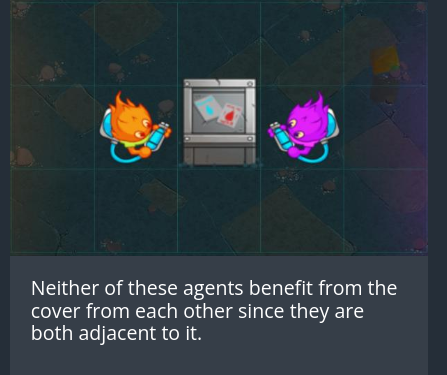 Neither of these agents benefit from the
cover from each other since they are
both adjacent to it.